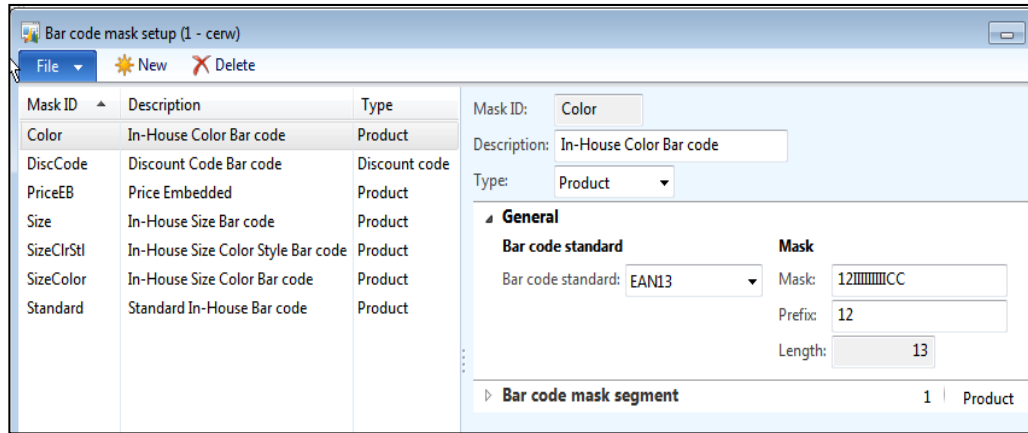 Bar code mask setup (1 - cerw)
File New Delete
Mask ID Description Type
Color In-House Color Bar code Product
DiscCode Discount Code Bar code Discount code
PriceEB Price Embedded Product
Size In-House Size Bar code Product
SizeClrStl In-House Size Color Style Bar code Product
SizeColor In-House Size Color Bar code Product
Standard Standard In-House Bar code Product
Mask ID: Color
Description: In-House Color Bar code
Type: Product
General
Bar code standard Mask
Bar code standard: EAN13 Mask: 12IIIIIIIIICC
Prefix: 12
Length: 13
Bar code mask segment 1 Product